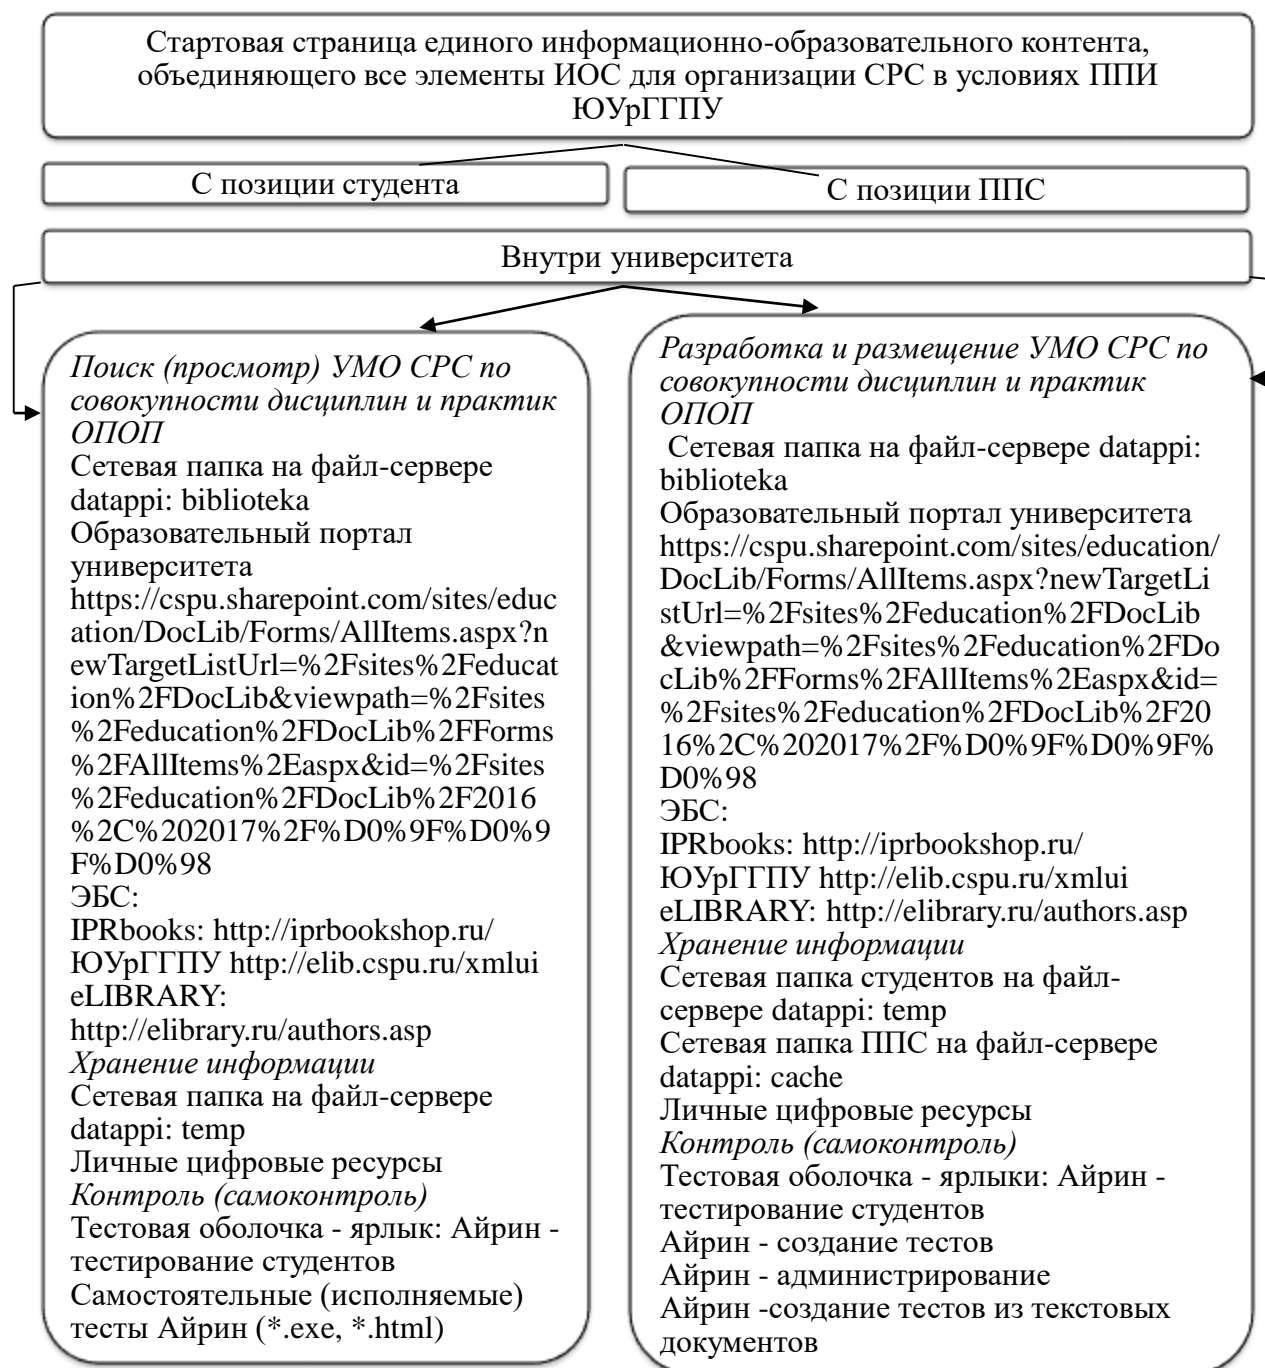 Стартовая страница единого информационно-образовательного контента,
объединяющего все элементы ИОС для организации СРС в условиях ППИ
ЮУрГГПУ
С позиции студента
С позиции ППС
Внутри университета
Поиск (просмотр) УМО СРС по
совокупности дисциплин и практик
ОПОП
Сетевая папка на файл-сервере
datappi: biblioteka
Образовательный портал
университета
https://cspu.sharepoint.com/sites/educ
ation/DocLib/Forms/AllItems.aspx?n
ewTargetListUrl=%2Fsites%2Feducat
ion%2FDocLib&viewpath=%2Fsites
%2Feducation%2FDocLib%2FForms
%2FAllItems%2Easpx&id=%2Fsites
%2Feducation%2FDocLib%2F2016
%2C%202017%2F%D0%9F%D0%9
F%D0%98
ЭБС:
IPRbooks: http://iprbookshop.ru/
ЮУрГГПУ http://elib.cspu.ru/xmlui
eLIBRARY:
http://elibrary.ru/authors.asp
Хранение информации
Сетевая папка на файл-сервере
datappi: temp
Личные цифровые ресурсы
Контроль (самоконтроль)
Тестовая оболочка - ярлык: Айрин -
тестирование студентов
Самостоятельные (исполняемые)
тесты Айрин (*.exe, *.html)
Разработка и размещение УМО СРС по
совокупности дисциплин и практик
ОПОП
Сетевая папка на файл-сервере datappi:
biblioteka
Образовательный портал университета
https://cspu.sharepoint.com/sites/education/
DocLib/Forms/AllItems.aspx?newTargetLi
stUrl=%2Fsites%2Feducation%2FDocLib
&viewpath=%2Fsites%2Feducation%2FDo
cLib%2FForms%2FAllItems%2Easpx&id=
%2Fsites%2Feducation%2FDocLib%2F20
16%2C%202017%2F%D0%9F%D0%9F%
D0%98
ЭБС:
IPRbooks: http://iprbookshop.ru/
ЮУрГГПУ http://elib.cspu.ru/xmlui
eLIBRARY: http://elibrary.ru/authors.asp
Хранение информации
Сетевая папка студентов на файл-
сервере datappi: temp
Сетевая папка ППС на файл-сервере
datappi: cache
Личные цифровые ресурсы
Контроль (самоконтроль)
Тестовая оболочка - ярлыки: Айрин -
тестирование студентов
Айрин - создание тестов
Айрин - администрирование
Айрин -создание тестов из текстовых
документов